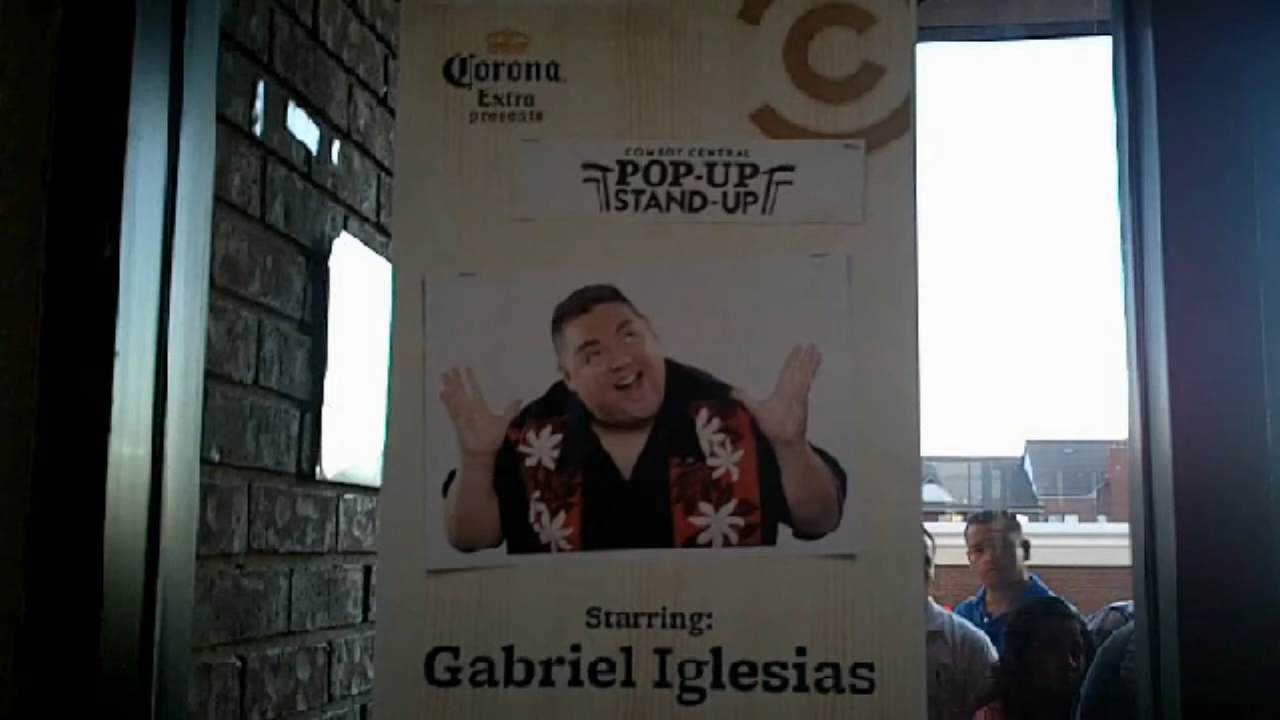 Corona
Extra
presents
COMEDY CENTRAL
POP-UP
STAND-UP
Starring:
Gabriel Iglesias